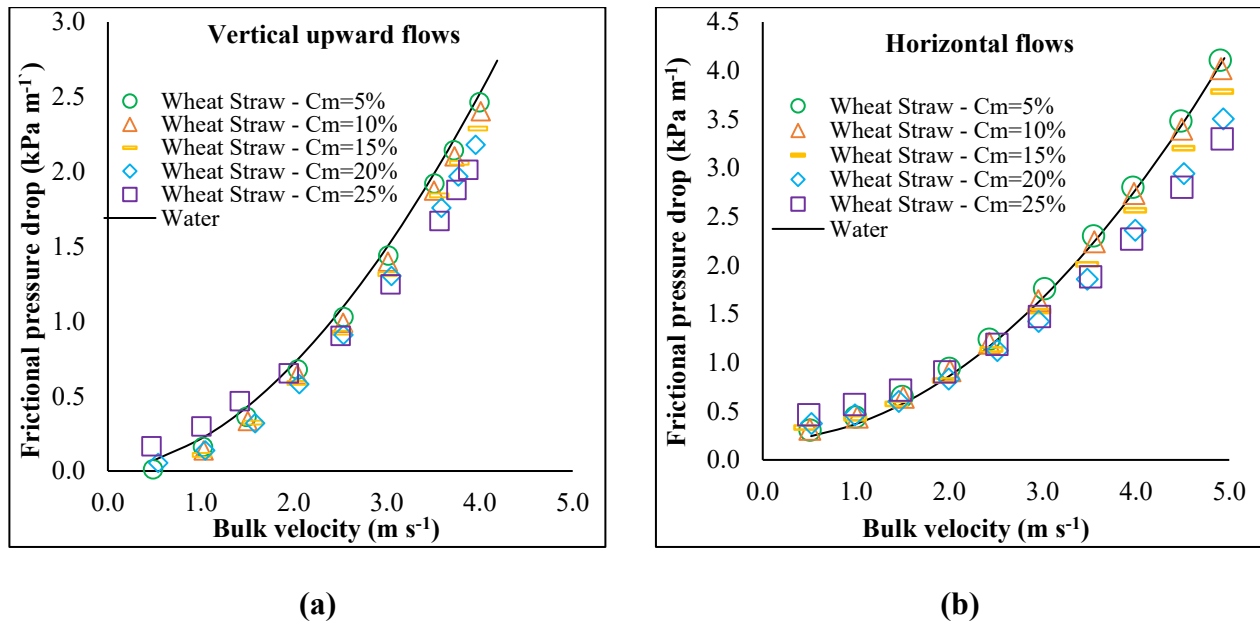 Vertical upward flows
Wheat Straw - Cm=5%
Wheat Straw - Cm=10%
Wheat Straw - Cm=15%
Wheat Straw - Cm=20%
Wheat Straw - Cm=25%
Water
Frictional pressure drop (kPa m⁻¹`)
3.0
2.5
2.0
1.5
1.0
0.5
0.0
0.0 1.0 2.0 3.0 4.0 5.0
Bulk velocity (m s⁻¹)
(a)
Horizontal flows
Wheat Straw - Cm=5%
Wheat Straw - Cm=10%
Wheat Straw - Cm=15%
Wheat Straw - Cm=20%
Wheat Straw - Cm=25%
Water
Frictional pressure drop (kPa m⁻¹)
4.5
4.0
3.5
3.0
2.5
2.0
1.5
1.0
0.5
0.0
0.0 1.0 2.0 3.0 4.0 5.0
Bulk velocity (m s⁻¹)
(b)